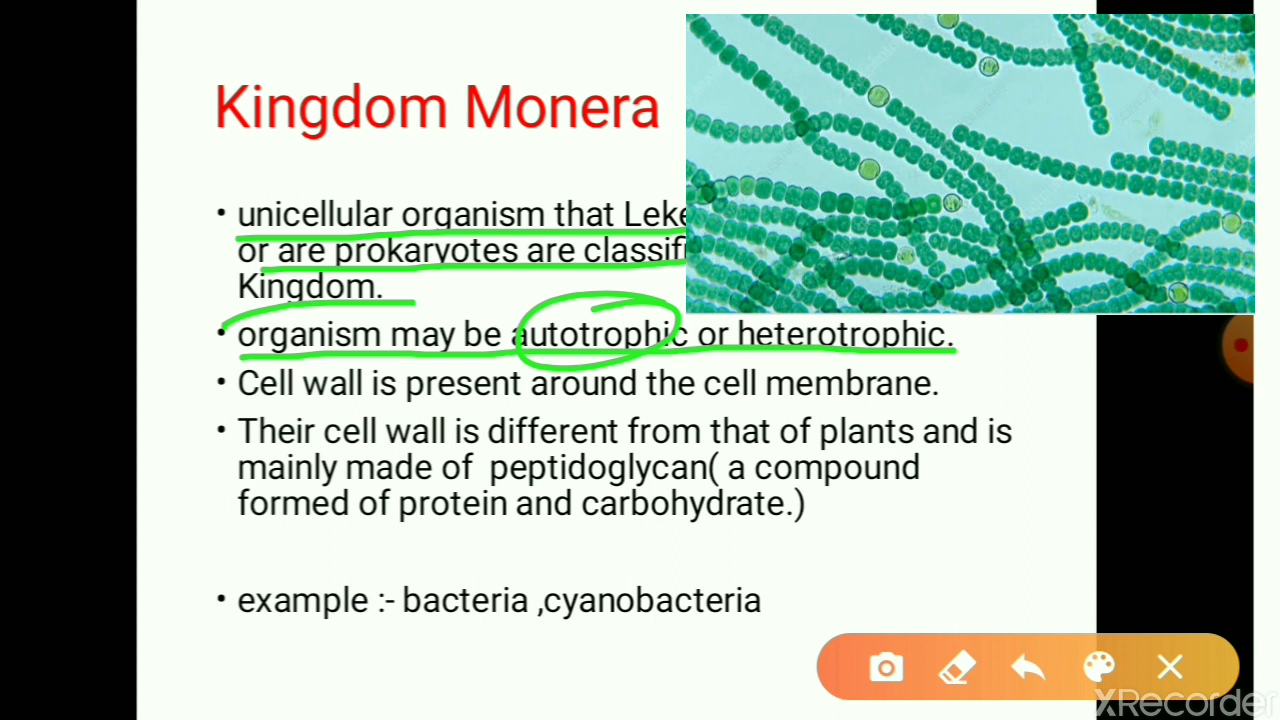 Kingdom Monera
• unicellular organism that Leke
or are prokaryotes are classif
Kingdom.
• organism may be autotrophic or heterotrophic.
• Cell wall is present around the cell membrane.
• Their cell wall is different from that of plants and is
mainly made of peptidoglycan( a compound
formed of protein and carbohydrate.)
• example :- bacteria ,cyanobacteria
XRecorder